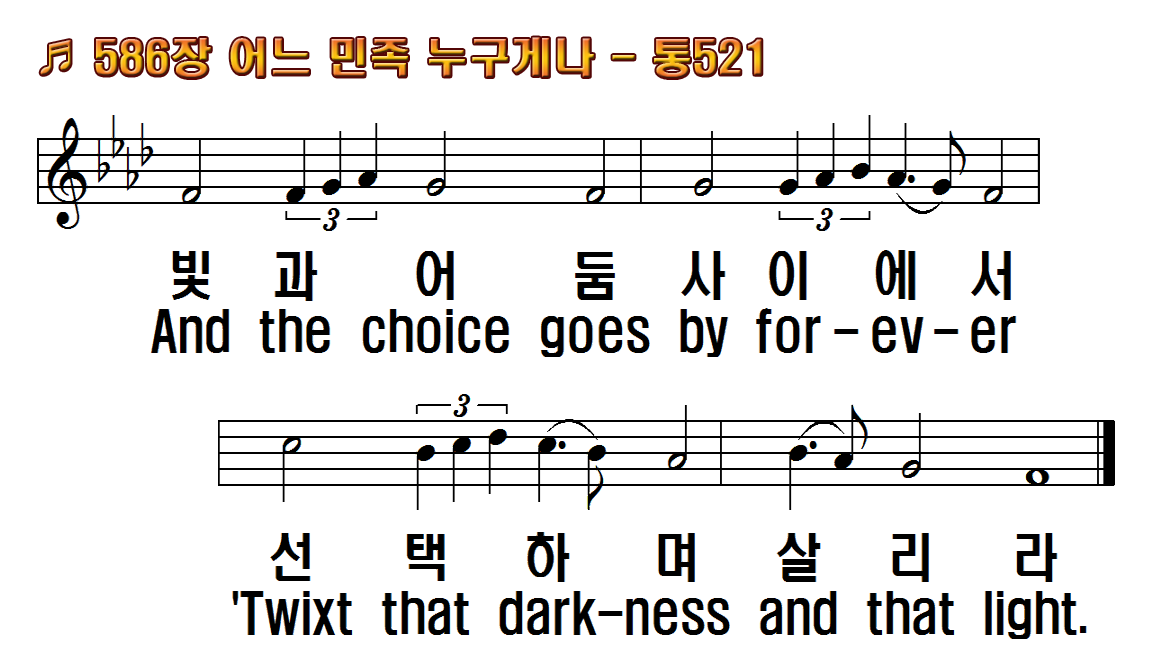 ♬ 586장 어느 민족 누구게나 - 통521
3 3
빛 과 어 둠 사 이 에 서
And the choice goes by for-ev-er
3
선 택 하 며 살 리 라
'Twixt that dark-ness and that light.